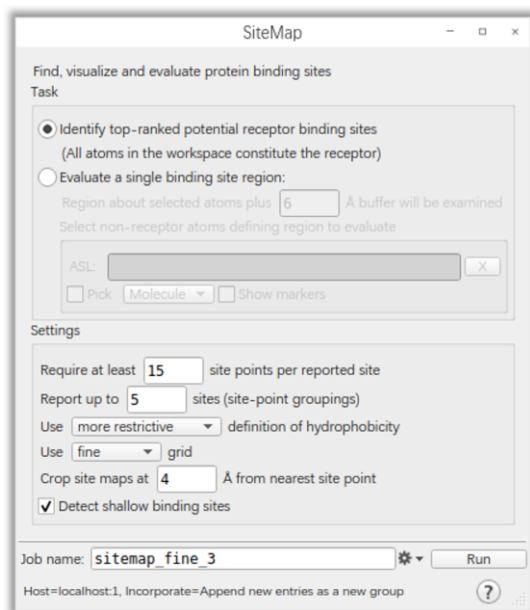 SiteMap
Find, visualize and evaluate protein binding sites
Task
Identify top-ranked potential receptor binding sites
(All atoms in the workspace constitute the receptor)
Evaluate a single binding site region:
Region about selected atoms plus 6 Å buffer will be examined
Select non-receptor atoms defining region to evaluate
ASL: X
Pick Molecule Show markers
Settings
Require at least 15 site points per reported site
Report up to 5 sites (site-point groupings)
Use more restrictive definition of hydrophobicity
Use fine grid
Crop site maps at 4 Å from nearest site point
Detect shallow binding sites
Job name: sitemap_fine_3 Run
Host=localhost:1, Incorporate=Append new entries as a new group ?